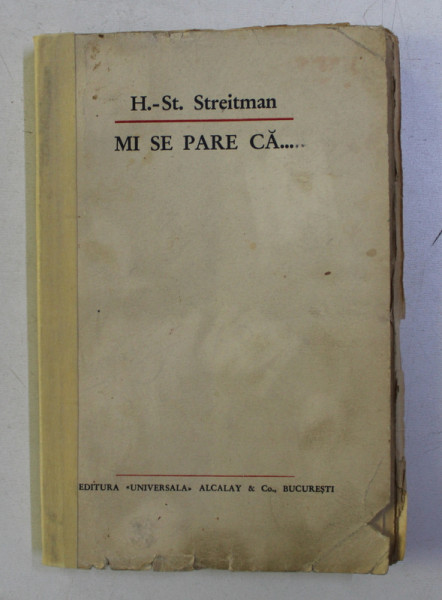 H.-St. Streitman
MI SE PARE CĂ.....
EDITURA «UNIVERSALA» ALCALAY & Co., BUCUREŞTI